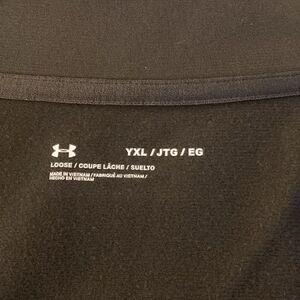 YXL / JTG / EG
LOOSE / COUPE LÂCHE / SUELTO
MADE IN VIETNAM / FABRIQUÉ AU VIETNAM /
HECHO EN VIETNAM